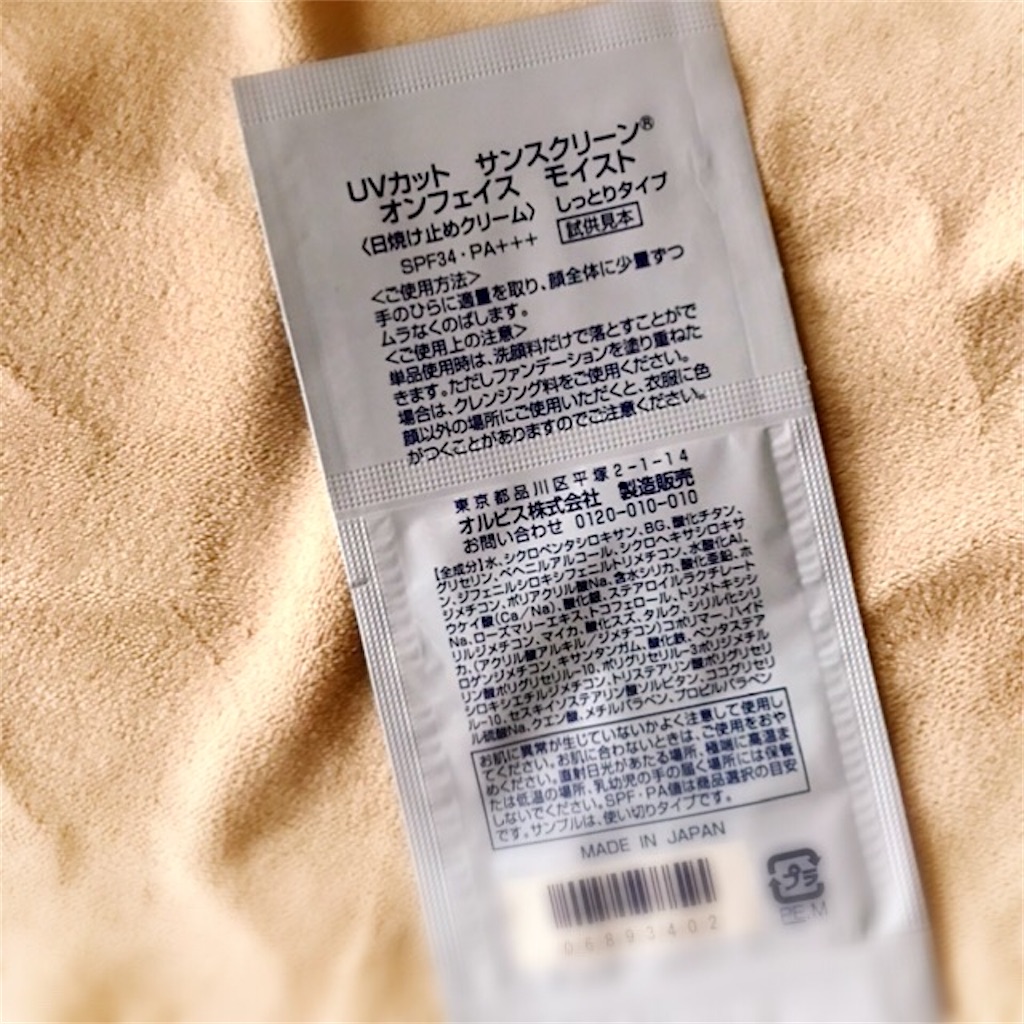 UVカット サンスクリーン®
オンフェイス モイスト
〈日焼け止めクリーム〉 しっとりタイプ
SPF34・PA+++ 試供見本
<ご使用方法>
手のひらに適量を取り、顔全体に少量ずつ
ムラなくのばします。
<ご使用上の注意>
単品使用時は、洗顔料だけで落とすことがで
きます。ただしファンデーションを塗り重ねた
場合は、クレンジング料をご使用ください。
顔以外の場所にご使用いただくと、衣服に色
がつくことがありますのでご注意ください。
東京都品川区平塚2-1-14
オルビス株式会社 製造販売
お問い合わせ 0120-010-010
【全成分】水、シクロペンタシロキサン、BG、酸化チタン、
グリセリン、ベヘニルアルコール、シクロヘキサシロキサ
ン、ジフェニルシロキシフェニルトリメチコン、水酸化Al、
ジメチコン、ポリアクリル酸Na、含水シリカ、酸化亜鉛、ホ
ウケイ酸(Ca/Na)、酸化銀、ステアロイルラクチレート
Na、ローズマリーエキス、トコフェロール、トリメトキシシ
リルジメチコン、マイカ、酸化スズ、タルク、シリル化シリ
カ、(アクリル酸アルキル/ジメチコン)コポリマー、ハイド
ロゲンジメチコン、キサンタンガム、酸化鉄、ペンタステア
リン酸ポリグリセリル-10、ポリグリセリル-3ポリジメチル
シロキシエチルジメチコン、トリステアリン酸ポリグリセリ
ル-10、セスキイソステアリン酸ソルビタン、ココグリセリ
ル硫酸Na、クエン酸、メチルパラベン、プロピルパラベン
お肌に異常が生じていないかよく注意して使用し
てください。お肌に合わないときは、ご使用をおや
めください。直射日光があたる場所、極端に高温ま
たは低温の場所、乳幼児の手の届く場所には保管
しないでください。SPF・PA値は商品選択の目安
です。サンプルは、使い切りタイプです。
MADE IN JAPAN
プラ
PE,M
06893402